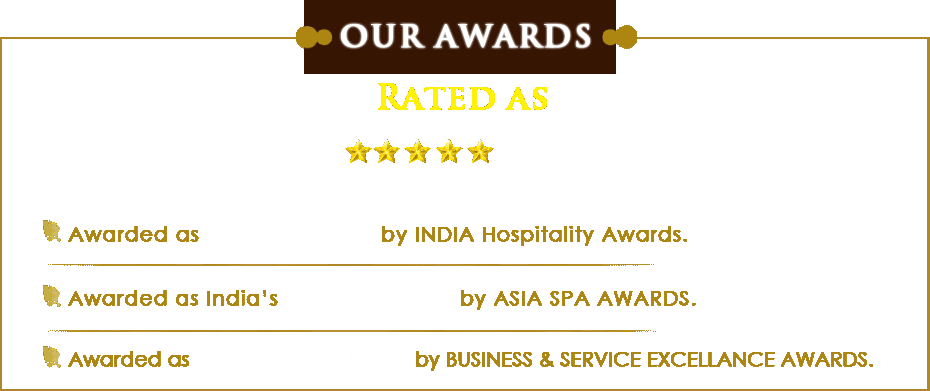 OUR AWARDS
RATED AS
Awarded as by INDIA Hospitality Awards.
Awarded as India's by ASIA SPA AWARDS.
Awarded as by BUSINESS & SERVICE EXCELLANCE AWARDS.